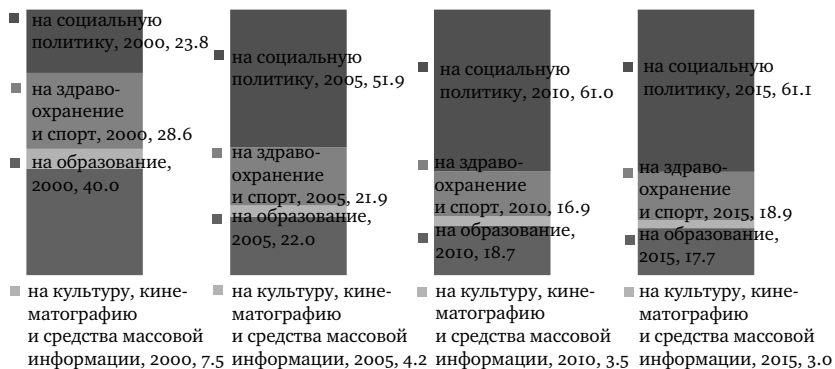 на социальную
политику, 2000, 23.8
на здраво-
охранение
и спорт, 2000, 28.6
на образование,
2000, 40.0
на культуру, кине-
матографию
и средства массовой
информации, 2000, 7.5
на социальную
политику, 2005, 51.9
на здраво-
охранение
и спорт, 2005, 21.9
на образование,
2005, 22.0
на культуру, кине-
матографию
и средства массовой
информации, 2005, 4.2
на социальную
политику, 2010, 61.0
на здраво-
охранение
и спорт, 2010, 16.9
на образование,
2010, 18.7
на культуру, кине-
матографию
и средства массовой
информации, 2010, 3.5
на социальную
политику, 2015, 61.1
на здраво-
охранение
и спорт, 2015, 18.9
на образование,
2015, 17.7
на культуру, кине-
матографию
и средства массовой
информации, 2015, 3.0